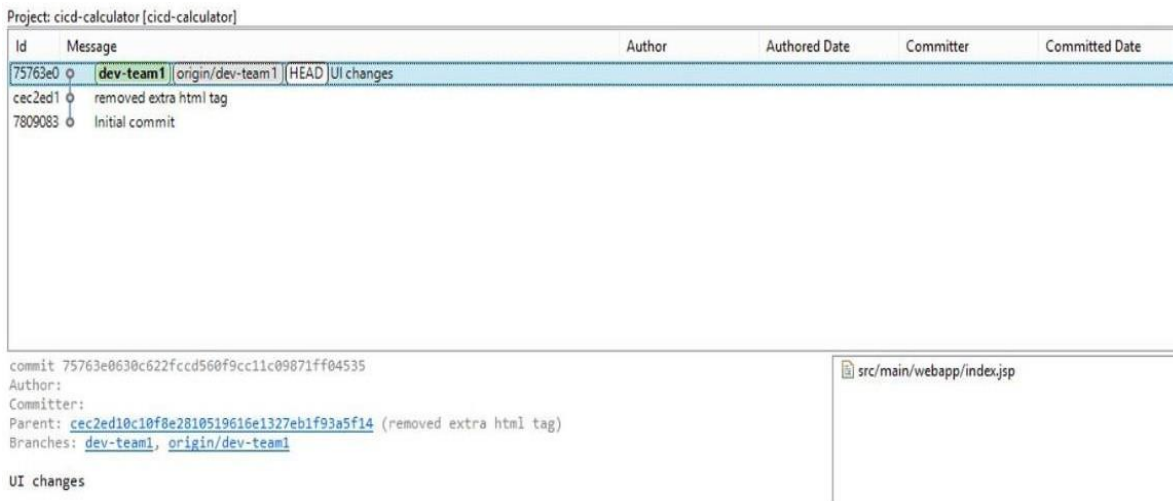 Project: cicd-calculator [cicd-calculator]
Id Message Author Authored Date Committer Committed Date
75763e0 dev-team1 origin/dev-team1 HEAD UI changes
cec2ed1 removed extra html tag
7809083 Initial commit
commit 75763e0630c622fccd560f9cc11c09871ff04535
Author:
Committer:
Parent: cec2ed10c10f8e2810519616e1327eb1f93a5f14 (removed extra html tag)
Branches: dev-team1, origin/dev-team1
UI changes
src/main/webapp/index.jsp